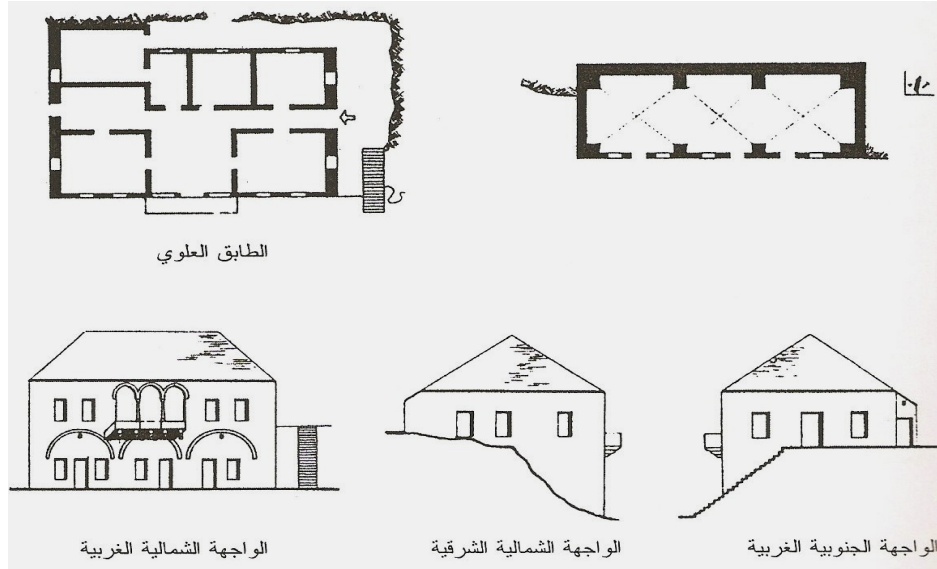 الطابق العلوي
الواجهة الشمالية الغربية
الواجهة الشمالية الشرقية
الواجهة الجنوبية الغربية